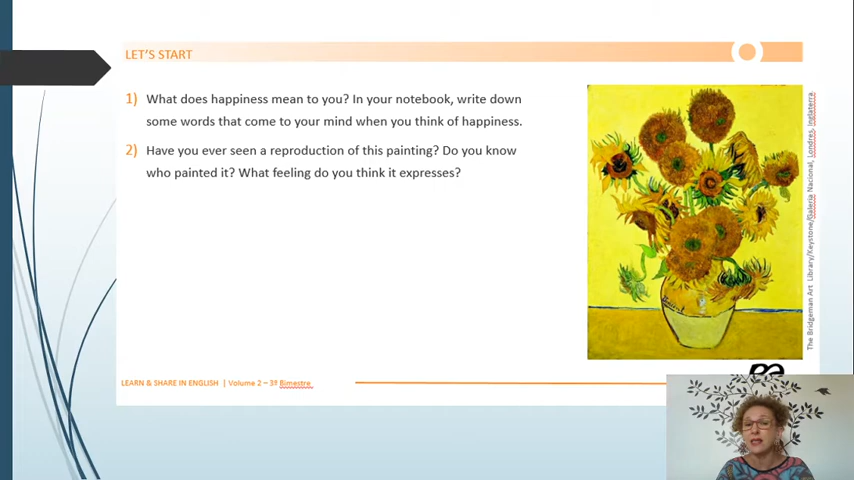 LET'S START
1) What does happiness mean to you? In your notebook, write down
some words that come to your mind when you think of happiness.
2) Have you ever seen a reproduction of this painting? Do you know
who painted it? What feeling do you think it expresses?
The Bridgeman Art Library/Keystone/Galeria Nacional, Londres, Inglaterra.
LEARN & SHARE IN ENGLISH | Volume 2 – 3º Bimestre